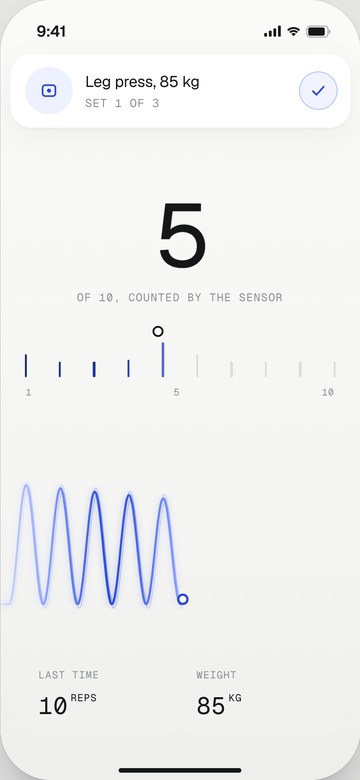 9:41
Leg press, 85 kg
SET 1 OF 3
5
OF 10, COUNTED BY THE SENSOR
1 5 10
LAST TIME WEIGHT
10 REPS 85 KG